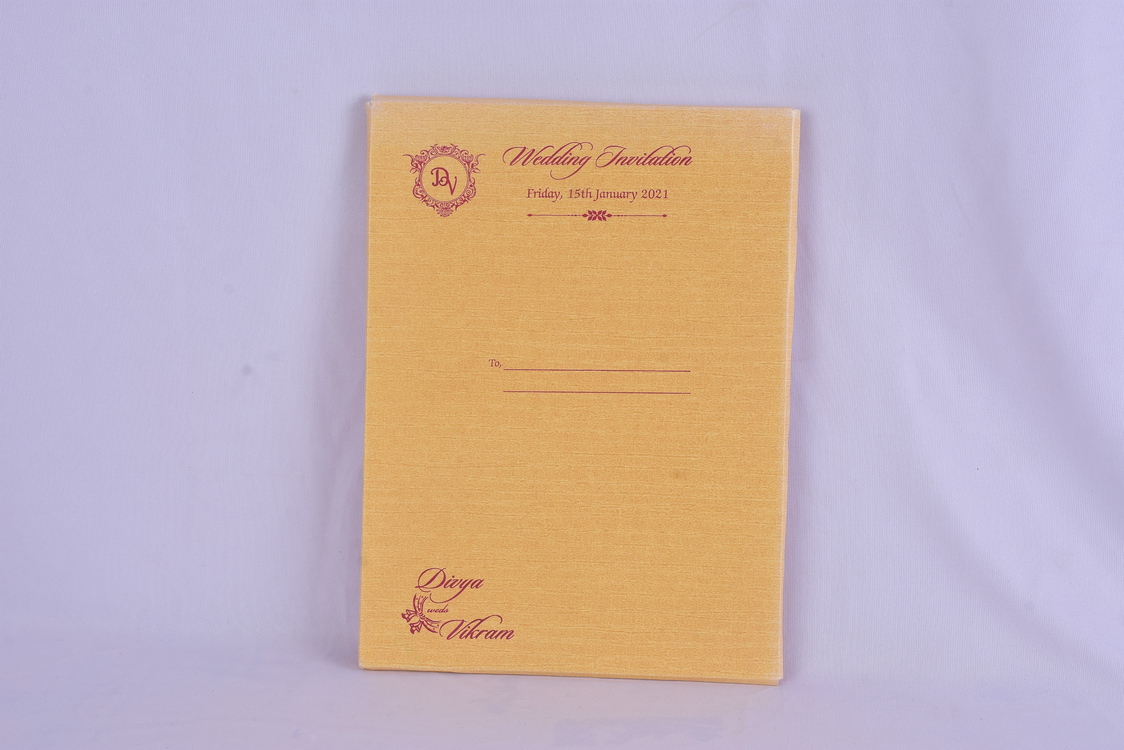 DV
Wedding Invitation
Friday, 15th January 2021
To,
Divya
weds
Vikram